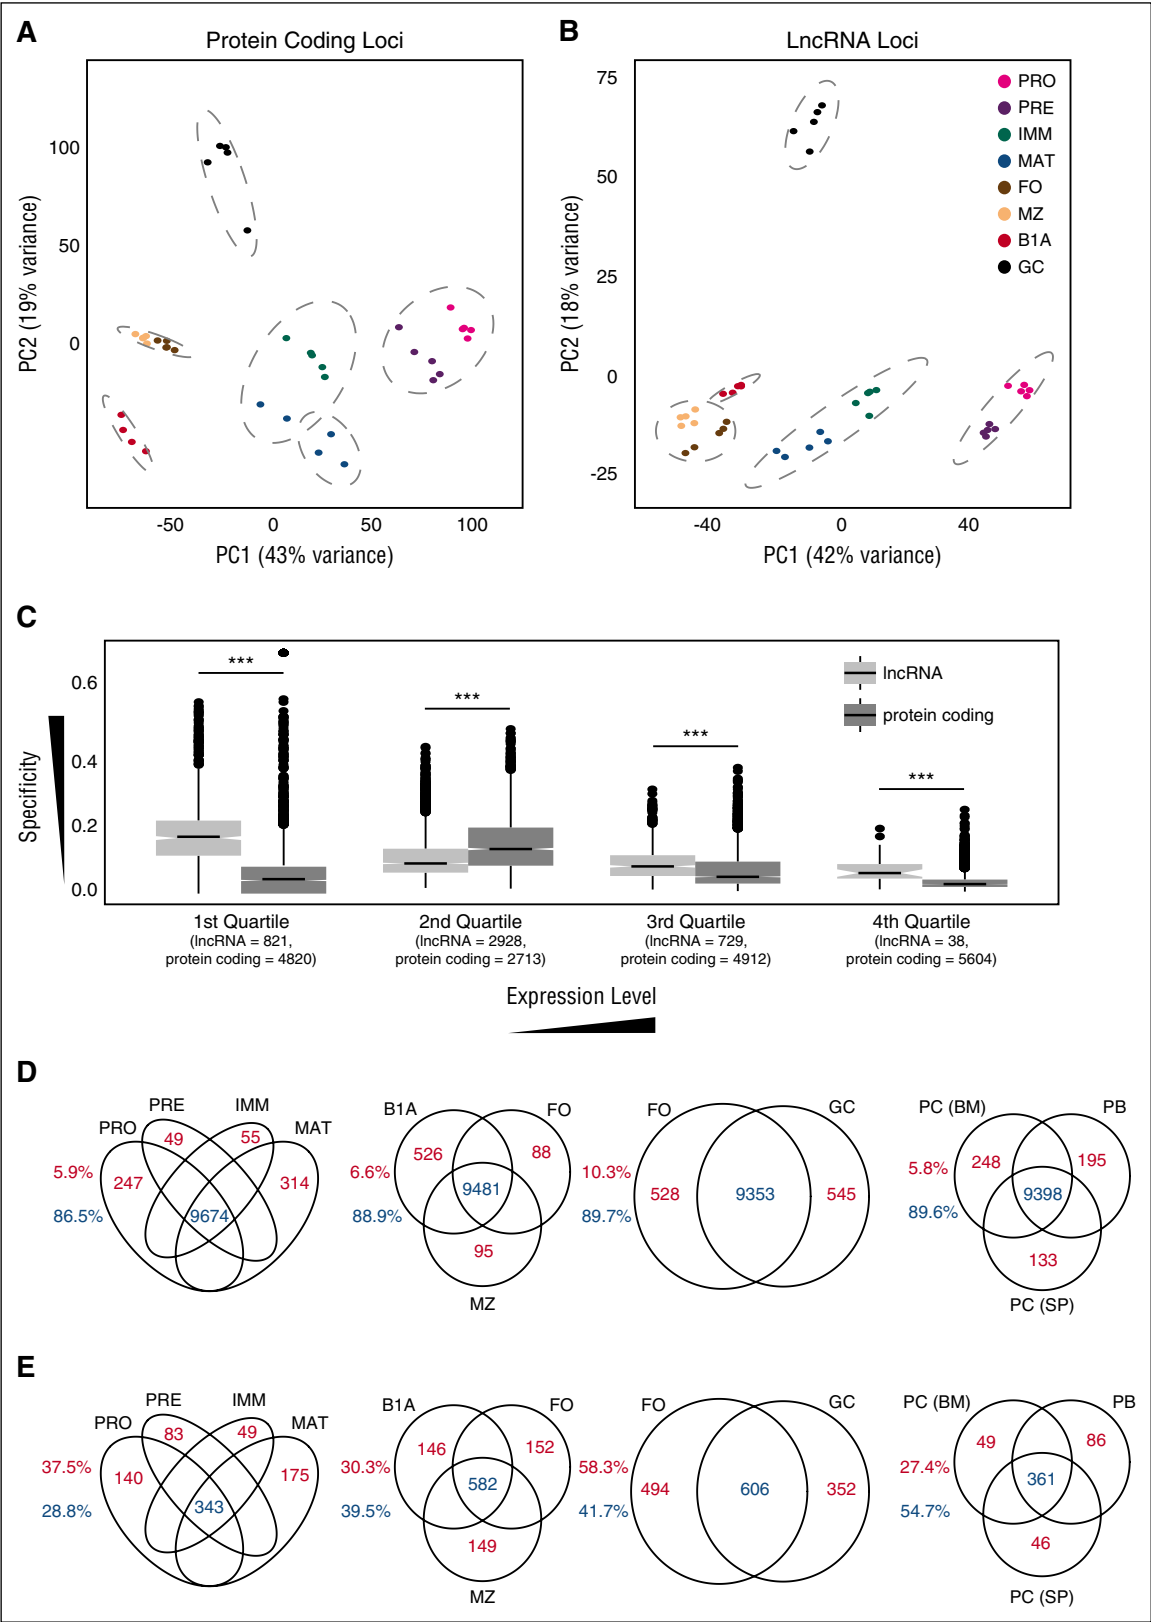 A
Protein Coding Loci
PC2 (19% variance)
100
50
0
-50
0
50
100
PC1 (43% variance)
B
LncRNA Loci
PC2 (18% variance)
75
50
25
0
-25
-40
0
40
PC1 (42% variance)
PRO
PRE
IMM
MAT
FO
MZ
B1A
GC
C
Specificity
0.6
0.4
0.2
0.0
***
***
***
***
lncRNA
protein coding
1st Quartile
(lncRNA = 821,
protein coding = 4820)
2nd Quartile
(lncRNA = 2928,
protein coding = 2713)
3rd Quartile
(lncRNA = 729,
protein coding = 4912)
4th Quartile
(lncRNA = 38,
protein coding = 5604)
Expression Level
D
PRO
PRE
IMM
MAT
5.9%
86.5%
247
49
55
314
9674
B1A
FO
MZ
6.6%
88.9%
526
88
9481
95
FO
GC
10.3%
89.7%
528
9353
545
PC (BM)
PB
PC (SP)
5.8%
89.6%
248
195
9398
133
E
PRO
PRE
IMM
MAT
37.5%
28.8%
140
83
49
175
343
B1A
FO
MZ
30.3%
39.5%
146
152
582
149
FO
GC
58.3%
41.7%
494
606
352
PC (BM)
PB
PC (SP)
27.4%
54.7%
49
86
361
46